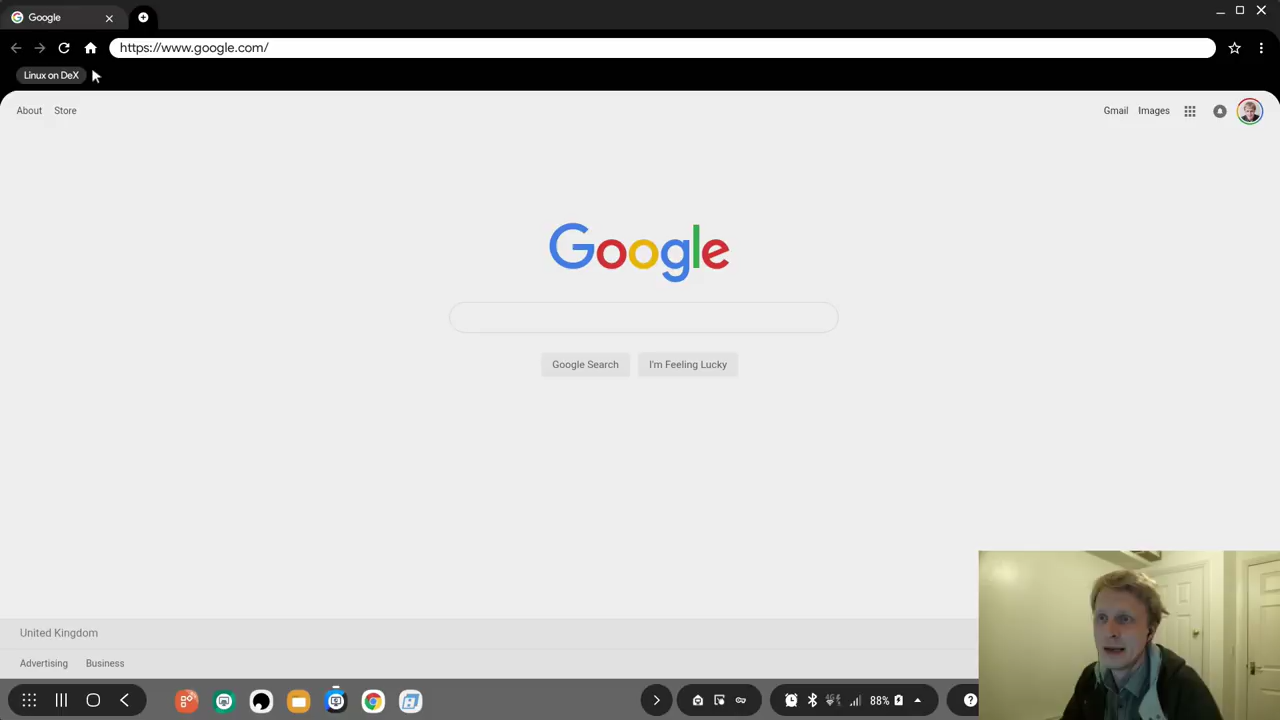 Google
https://www.google.com/
Linux on DeX
About Store
Gmail Images
Google
Google Search I'm Feeling Lucky
United Kingdom
Advertising Business
88%